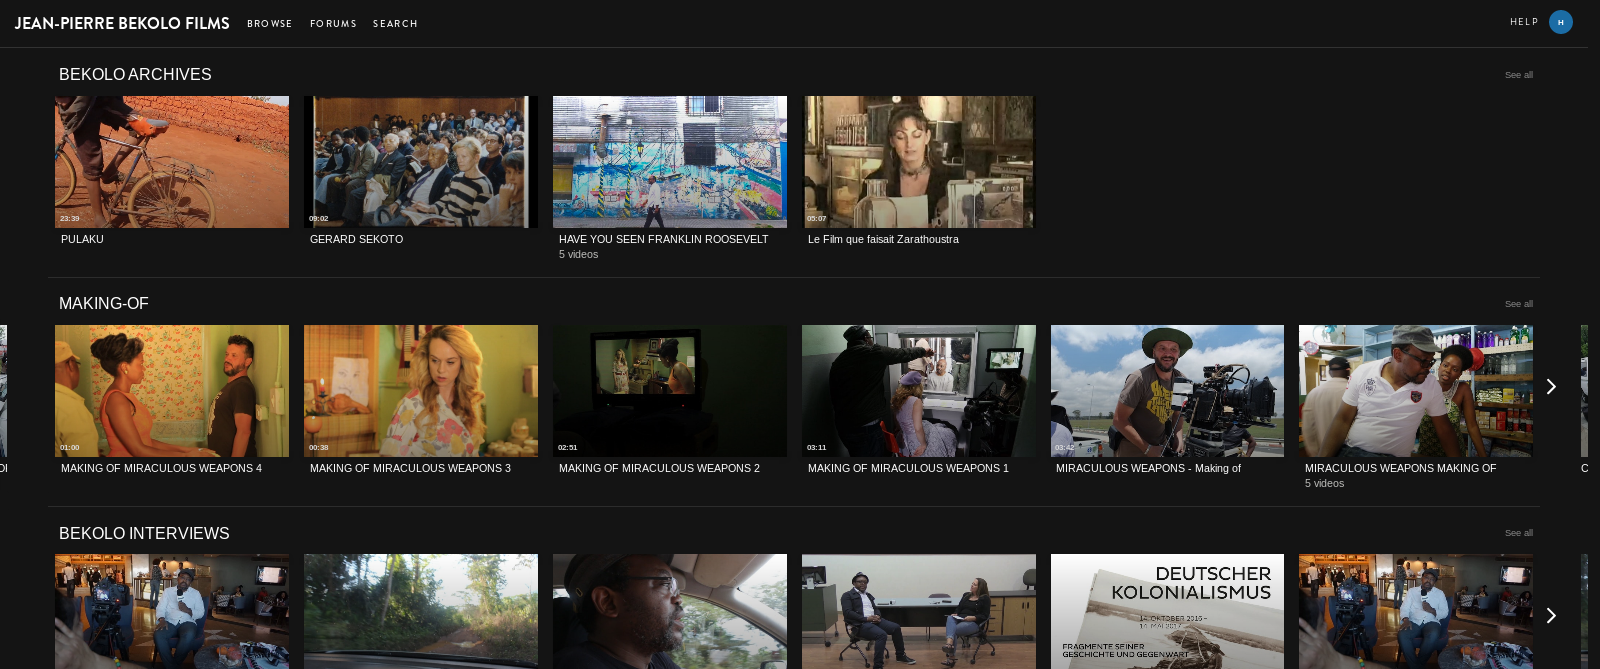 JEAN-PIERRE BEKOLO FILMS BROWSE FORUMS SEARCH HELP H
BEKOLO ARCHIVES See all
23:39 09:02 05:07
PULAKU GERARD SEKOTO HAVE YOU SEEN FRANKLIN ROOSEVELT Le Film que faisait Zarathoustra
5 videos
MAKING-OF See all
01:00 00:38 02:51 03:11 03:42
MAKING OF MIRACULOUS WEAPONS 4 MAKING OF MIRACULOUS WEAPONS 3 MAKING OF MIRACULOUS WEAPONS 2 MAKING OF MIRACULOUS WEAPONS 1 MIRACULOUS WEAPONS - Making of MIRACULOUS WEAPONS MAKING OF
5 videos
BEKOLO INTERVIEWS See all
DEUTSCHER
KOLONIALISMUS
14. OKTOBER 2016 –
14. MAI 2017
FRAGMENTE SEINER
GESCHICHTE UND GEGENWART